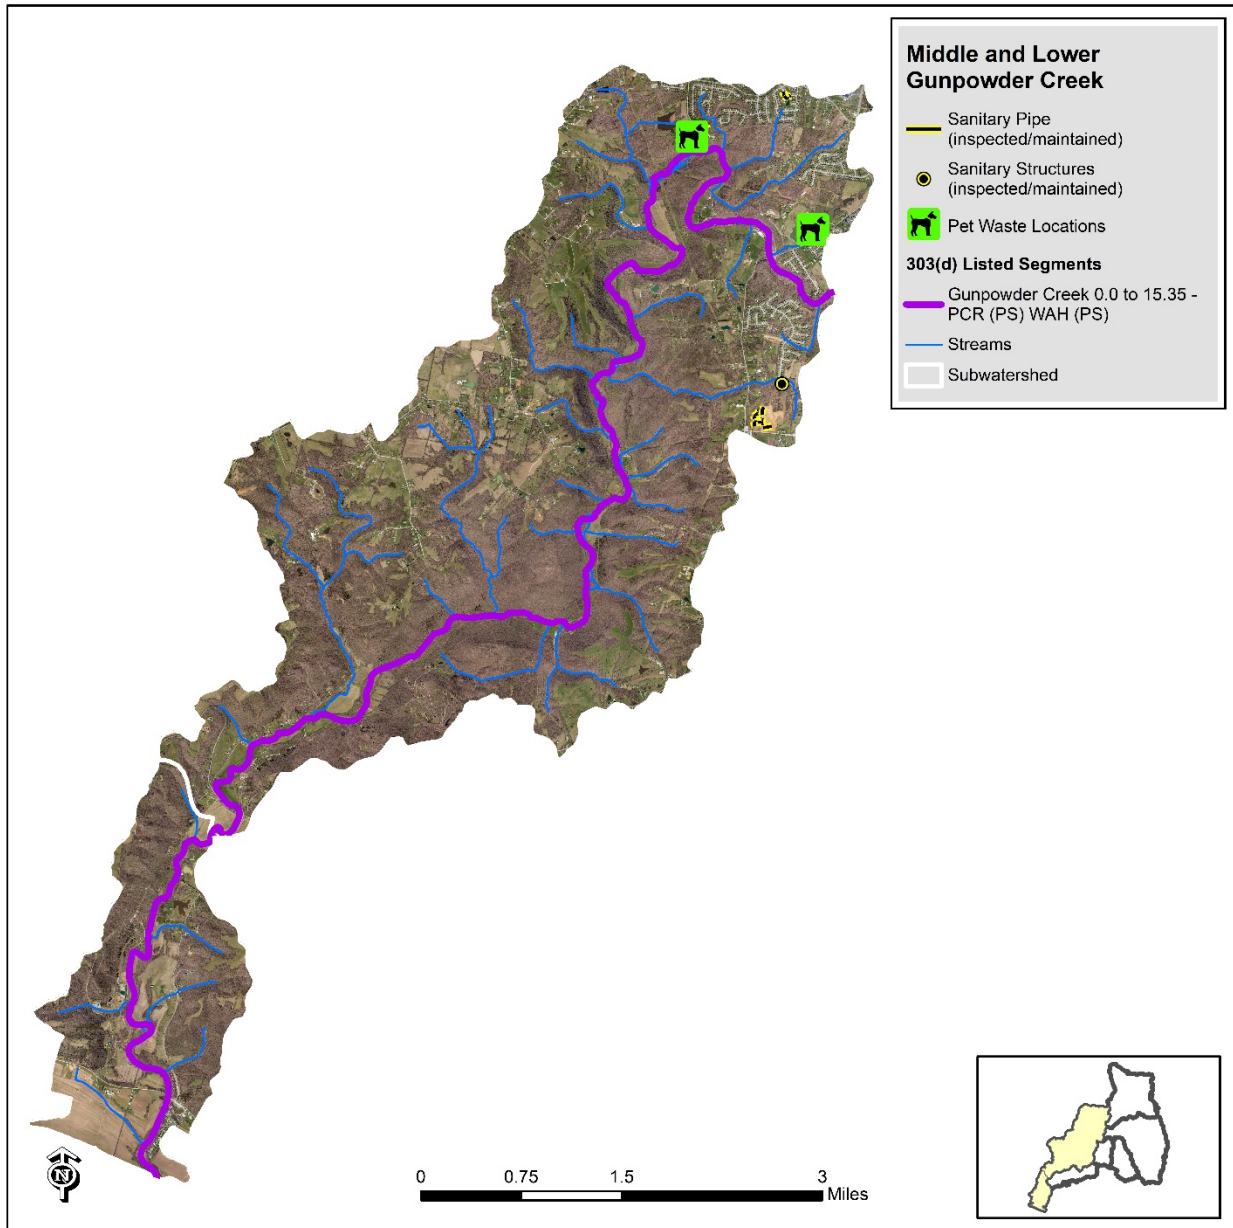 Middle and Lower
Gunpowder Creek
Sanitary Pipe
(inspected/maintained)
Sanitary Structures
(inspected/maintained)
Pet Waste Locations
303(d) Listed Segments
Gunpowder Creek 0.0 to 15.35 -
PCR (PS) WAH (PS)
Streams
Subwatershed
N
0 0.75 1.5 3
Miles